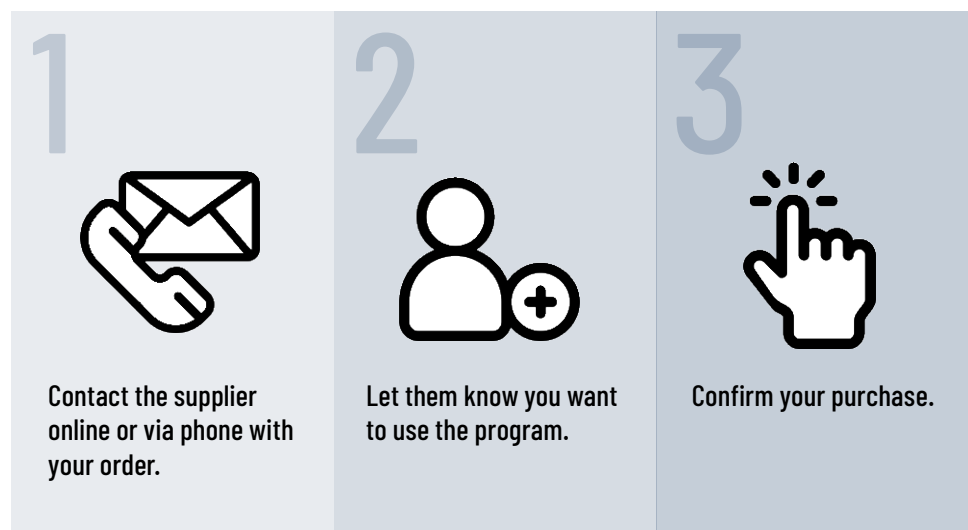 1
Contact the supplier
online or via phone with
your order.
2
Let them know you want
to use the program.
3
Confirm your purchase.